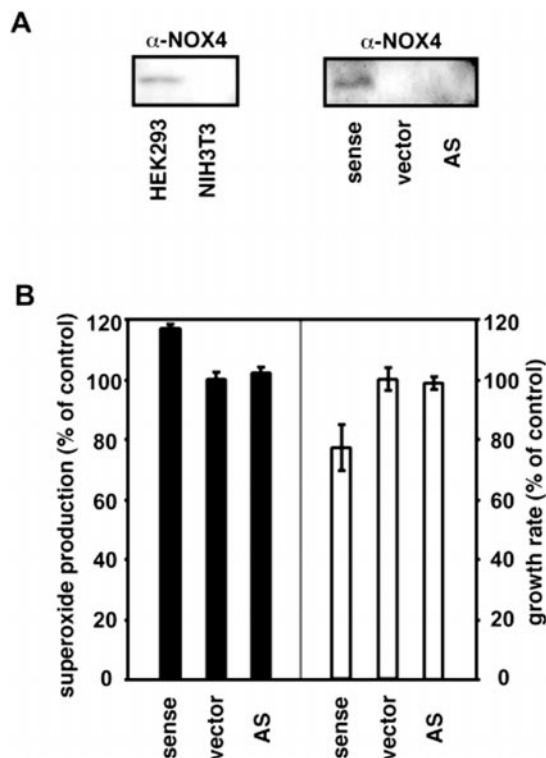 A
α-NOX4
α-NOX4
HEK293
NIH3T3
sense
vector
AS
B
superoxide production (% of control)
120
100
80
60
40
20
0
120
100
80
60
40
20
0
growth rate (% of control)
sense
vector
AS
sense
vector
AS